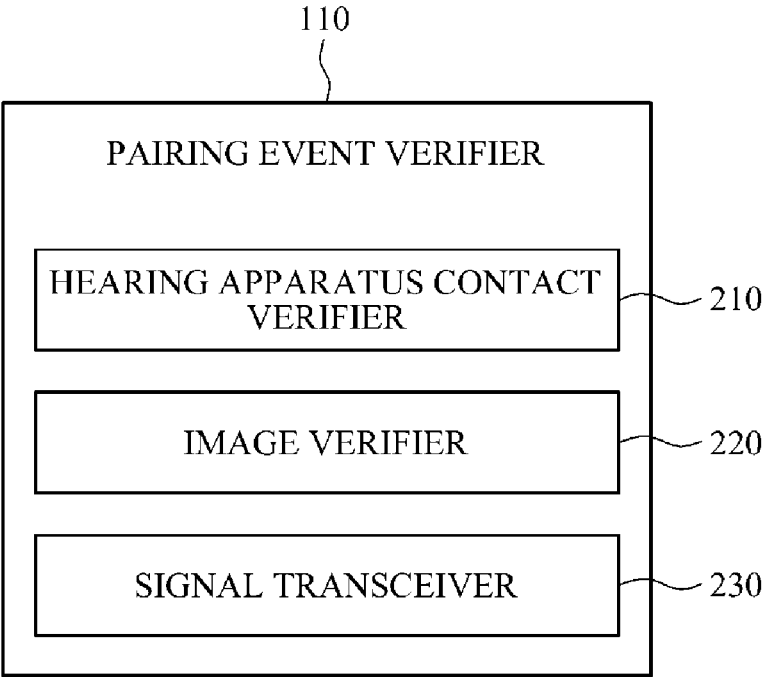 110
PAIRING EVENT VERIFIER
HEARING APPARATUS CONTACT
VERIFIER
210
IMAGE VERIFIER
220
SIGNAL TRANSCEIVER
230